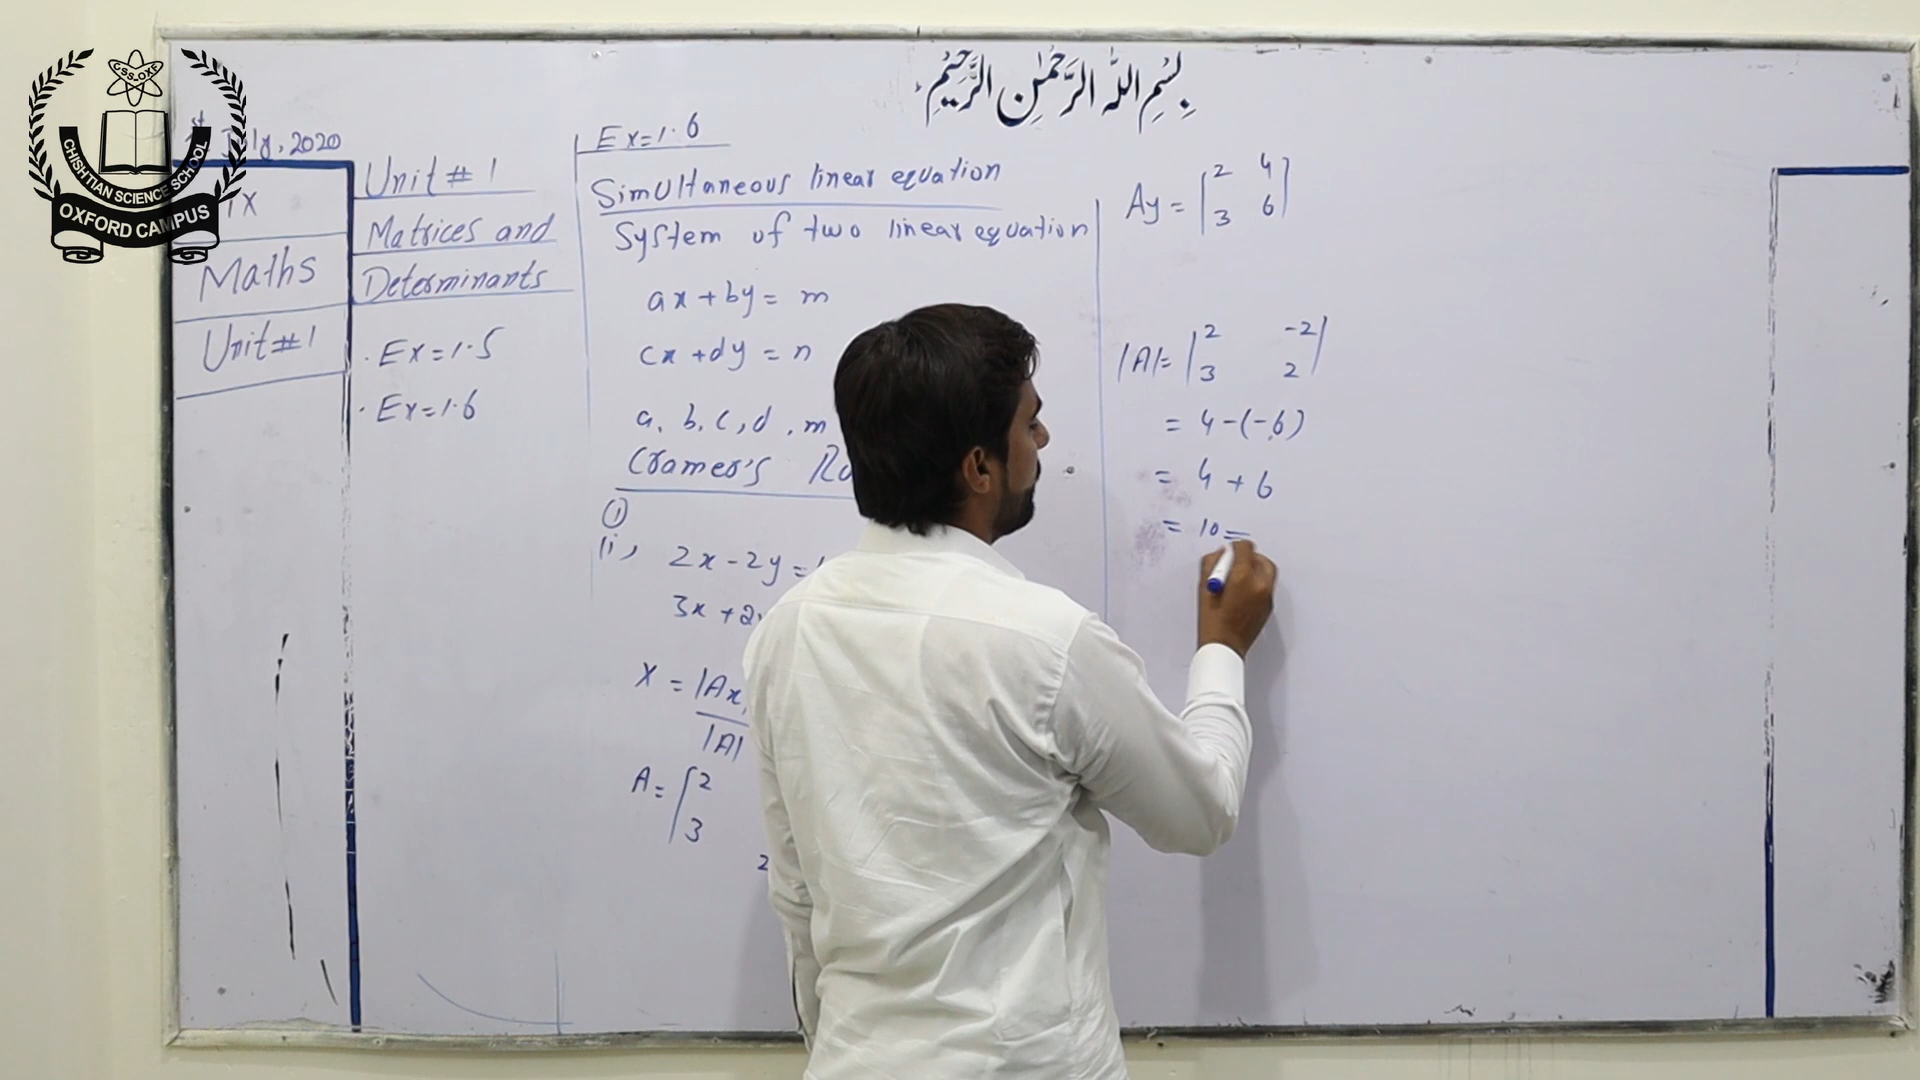 CSS_OXF
CHISHTIAN SCIENCE SCHOOL
OXFORD CAMPUS
بِسْمِ اللّٰهِ الرَّحْمٰنِ الرَّحِيْمِ
2020
IX
Maths
Unit#1
Unit # 1
Matrices and
Determinants
. Ex=1.5
. Ex=1.6
Ex=1.6
Simultaneous linear equation
System of two linear equation
ax+by= m
cx+dy = n
a, b, c, d, m
Cramer's
①
(i),
2x-2y=
3x+2
X = |Ax|
|A|
A= [2
3
2
Ay = [2 4]
[3 6]
|A|= |2 -2|
|3 2|
= 4-(-6)
= 4+6
= 10